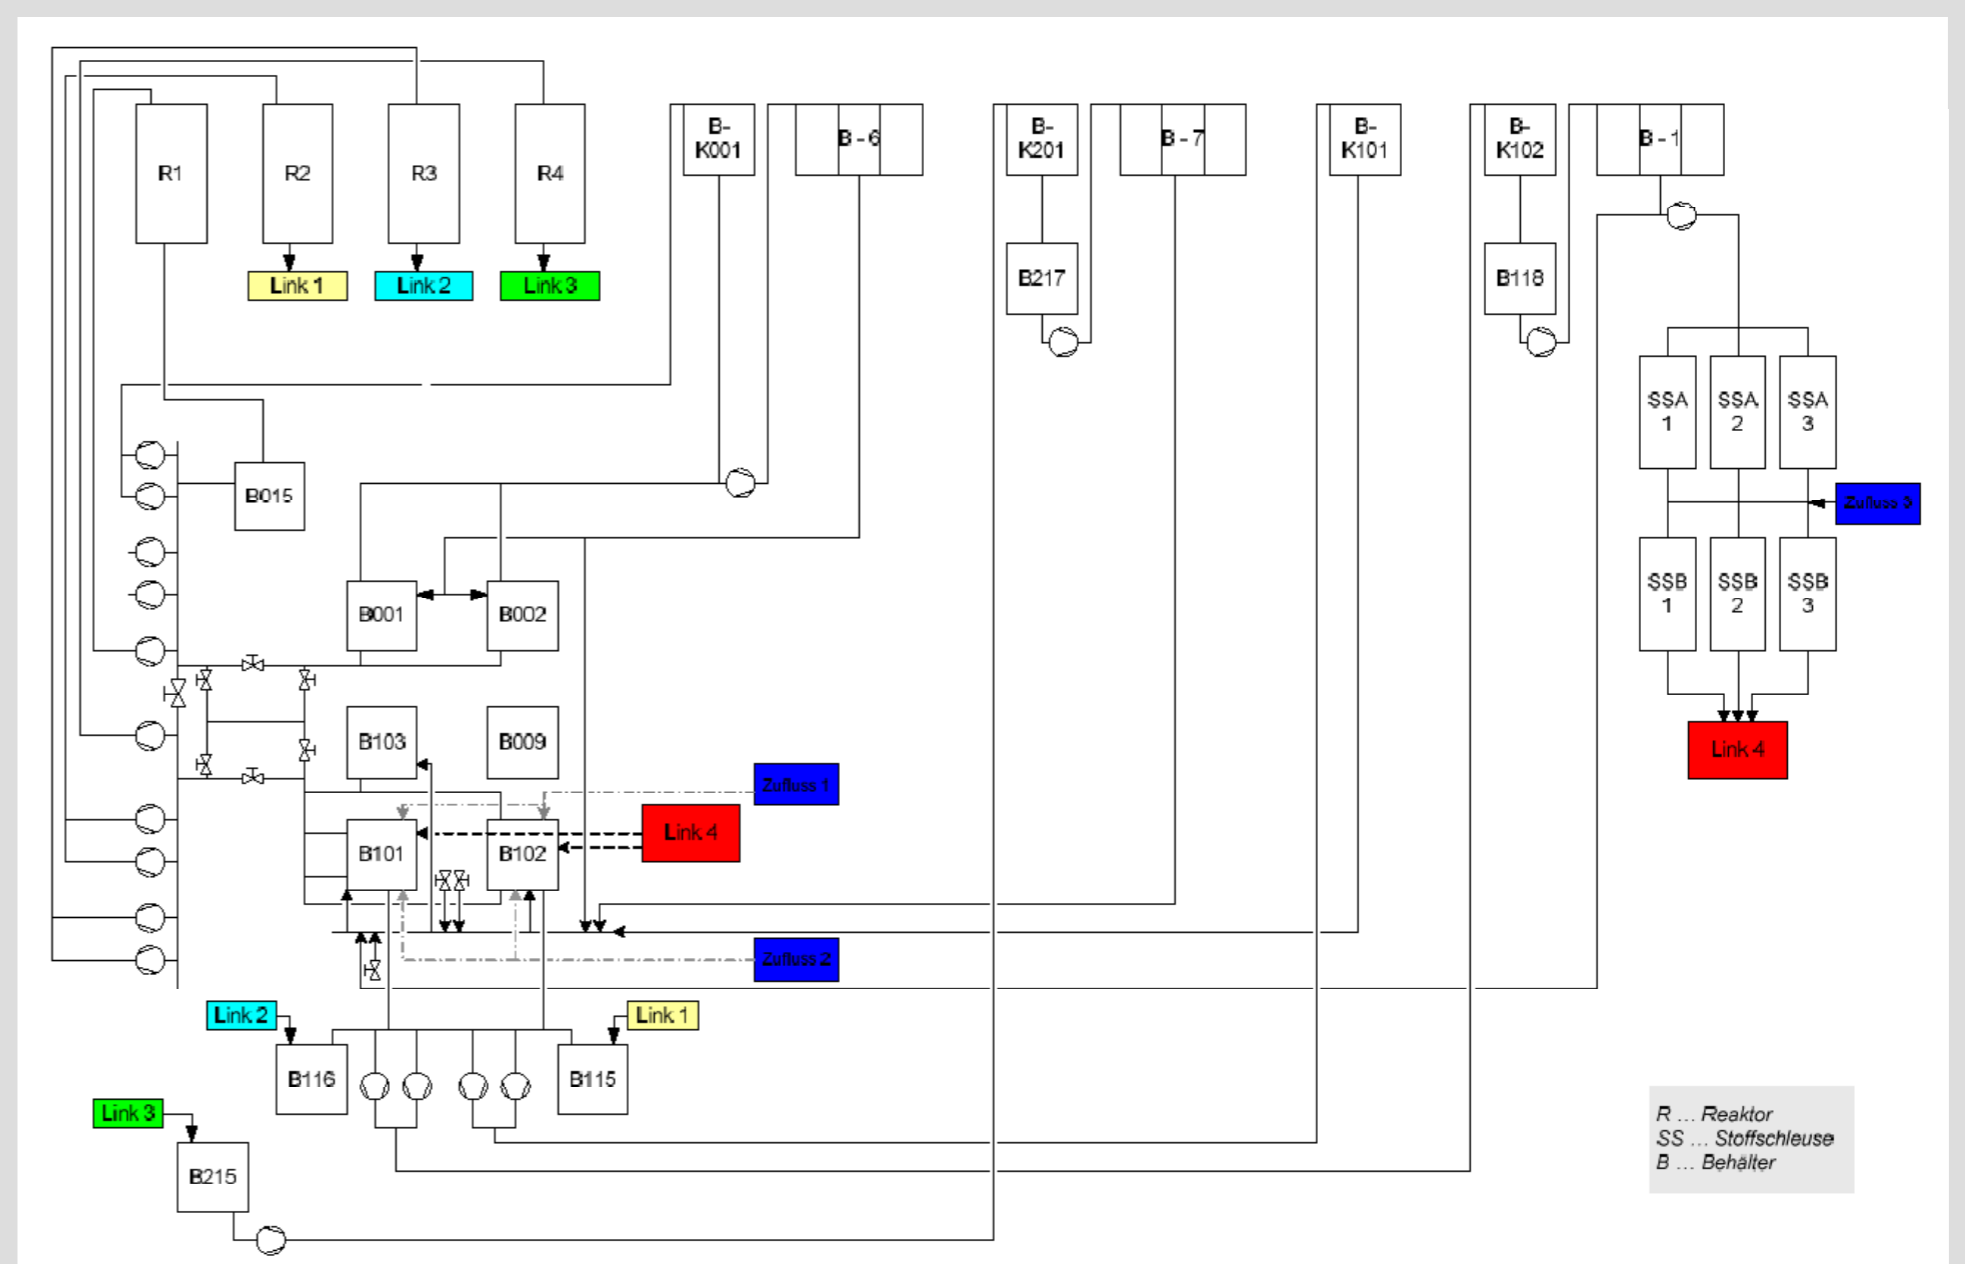 R1
R2
R3
R4
B-
K001
B - 6
B-
K201
B - 7
B-
K101
B-
K102
B - 1
Link 1
Link 2
Link 3
B217
B118
SSA
1
SSA
2
SSA
3
B015
Zufluss 3
B001
B002
SSB
1
SSB
2
SSB
3
B103
B009
Link 4
Zufluss 1
Link 4
B101
B102
Zufluss 2
Link 2
Link 1
B116
B115
Link 3
B215
R ... Reaktor
SS ... Stoffschleuse
B ... Behälter